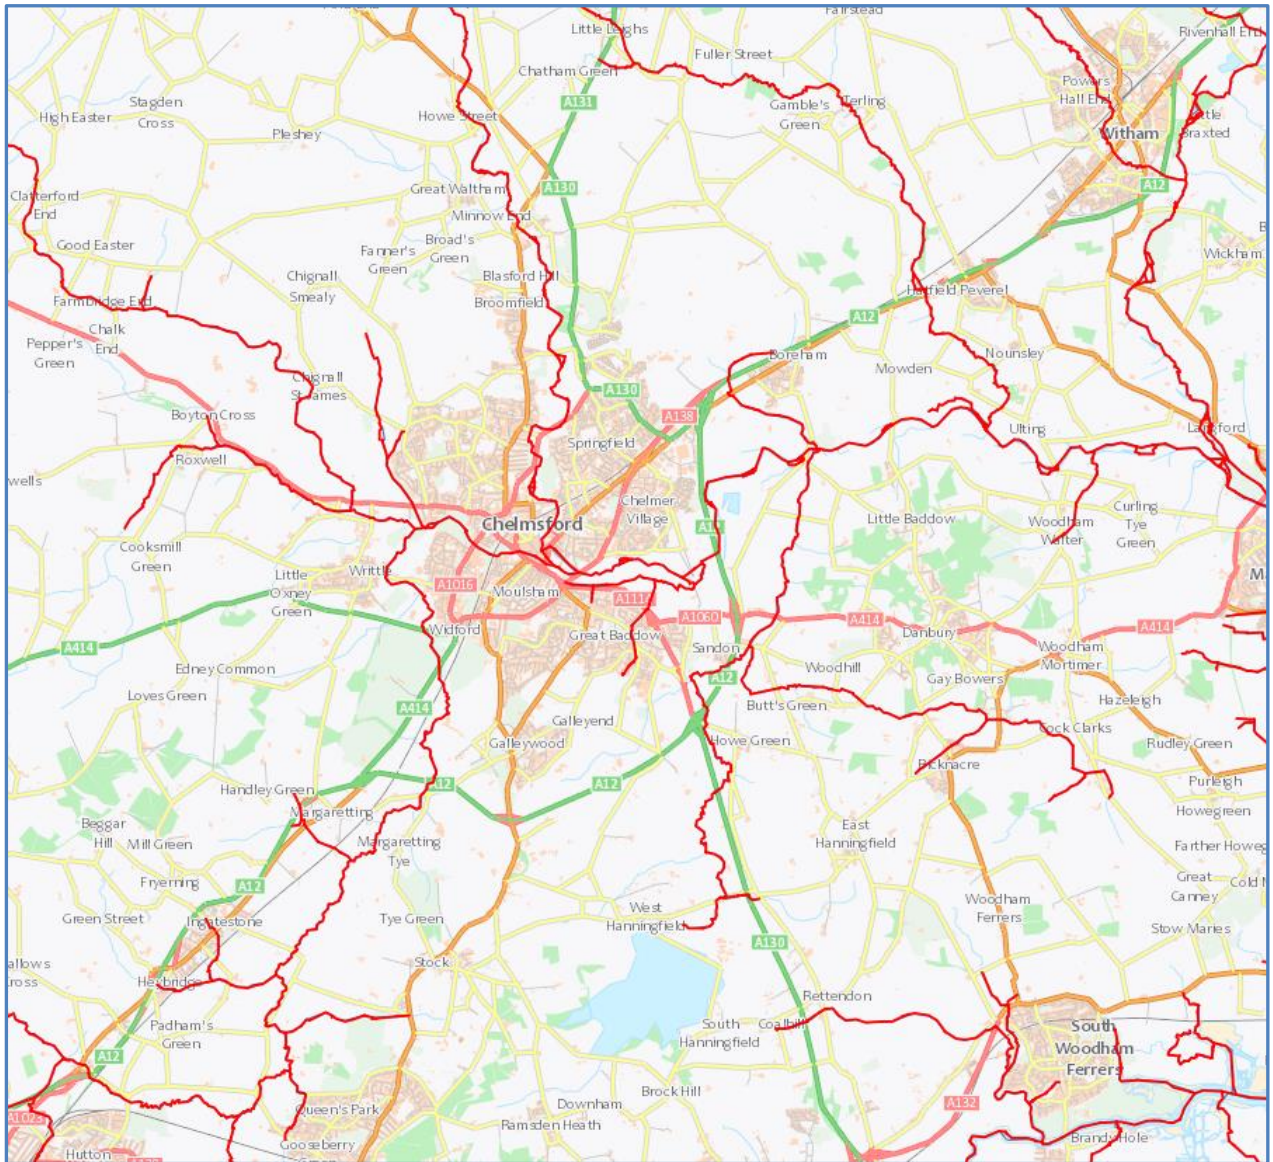 Little Leighs
Fairstead
Rivenhall End
Fuller Street
Chatham Green
Powers
Hall End
Stagden
Cross
A131
Gamble's
Green
Terling
High Easter
Howe Street
Pleshey
Witham
Little
Braxted
A130
A12
Great Waltham
Clatterford
End
Minnow End
Good Easter
Broad's
Green
Fanner's
Green
Wickham
Chignall
Smealy
Blasford Hill
Hatfield Peverel
Farmbridge End
Broomfield
A12
Chalk
End
Pepper's
Green
Boreham
Nounsley
Mowden
Chignall
St James
A130
Boyton Cross
A138
Springfield
Ulting
Langford
Roxwell
wells
Chelmer
Village
Curling
Tye
Green
Little Baddow
Woodham
Walter
Chelmsford
Cooksmill
Green
Writtle
Little
Oxney
Green
A1016
Moulsham
A1060
A414
A414
Widford
Great Baddow
Danbury
A414
Sandon
Woodham
Mortimer
Edney Common
Woodhill
Gay Bowers
A12
Loves Green
Hazeleigh
A414
Butt's Green
Galleyend
Cock Clarks
Galleywood
Howe Green
Rudley Green
Bicknacre
A12
A12
Purleigh
Handley Green
Margaretting
Howegreen
Beggar
Hill
Mill Green
Margaretting
Tye
East
Hanningfield
Fryerning
A12
Great
Canney
Green Street
Ingatestone
Tye Green
West
Hanningfield
Woodham
Ferrers
Stow Maries
A130
Stock
Heybridge
Rettendon
Padham's
Green
South
Hanningfield
South
Woodham
Ferrers
A12
Brock Hill
Queen's Park
Downham
A132
A1023
Ramsden Heath
Gooseberry
Brandy Hole
Hutton